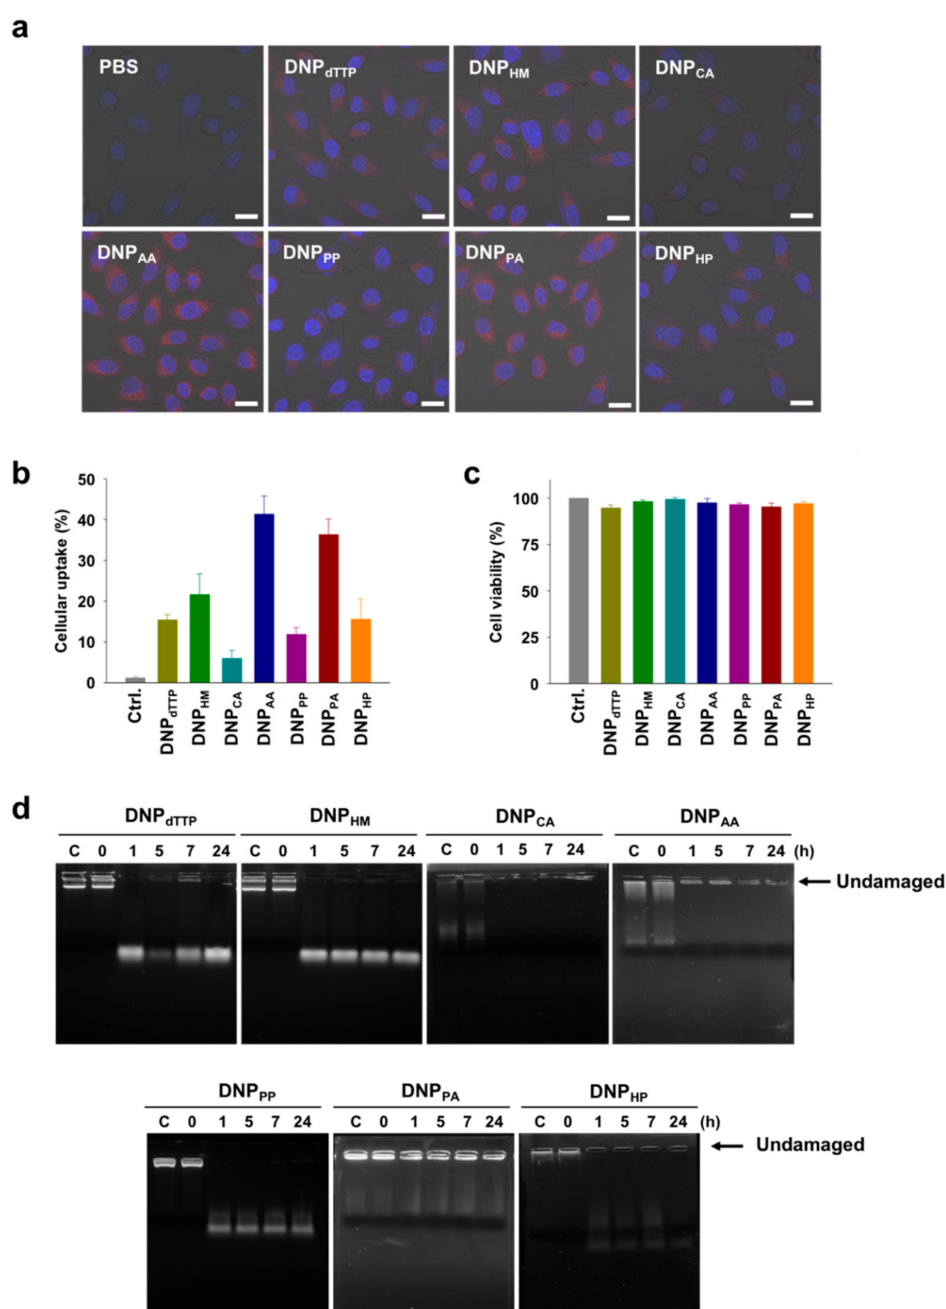 a
PBS DNPdTTP DNPHM DNPCA
DNPAA DNPPP DNPPA DNPHP
b
Cellular uptake (%)
50
40
30
20
10
0
Ctrl. DNPdTTP DNPHM DNPCA DNPAA DNPPP DNPPA DNPHP
c
Cell viability (%)
100
75
50
25
0
Ctrl. DNPdTTP DNPHM DNPCA DNPAA DNPPP DNPPA DNPHP
d
DNPdTTP DNPHM DNPCA DNPAA
C 0 1 5 7 24 C 0 1 5 7 24 C 0 1 5 7 24 C 0 1 5 7 24 (h)
Undamaged
DNPPP DNPPA DNPHP
C 0 1 5 7 24 C 0 1 5 7 24 C 0 1 5 7 24 (h)
Undamaged